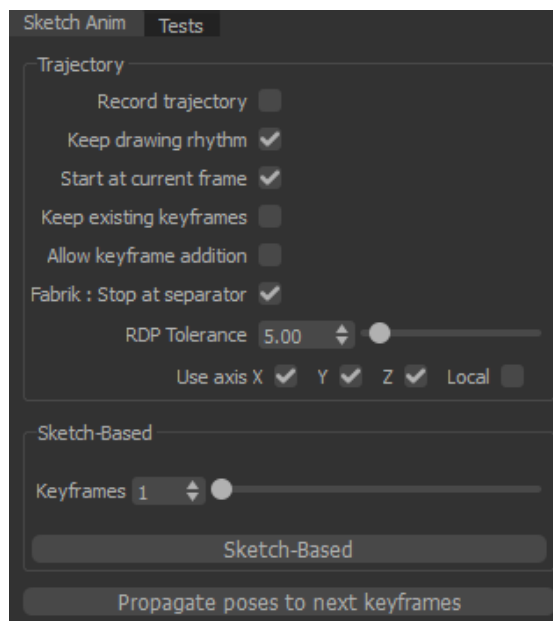 Sketch Anim Tests
Trajectory
Record trajectory
Keep drawing rhythm
Start at current frame
Keep existing keyframes
Allow keyframe addition
Fabrik : Stop at separator
RDP Tolerance 5.00
Use axis X Y Z Local
Sketch-Based
Keyframes 1
Sketch-Based
Propagate poses to next keyframes